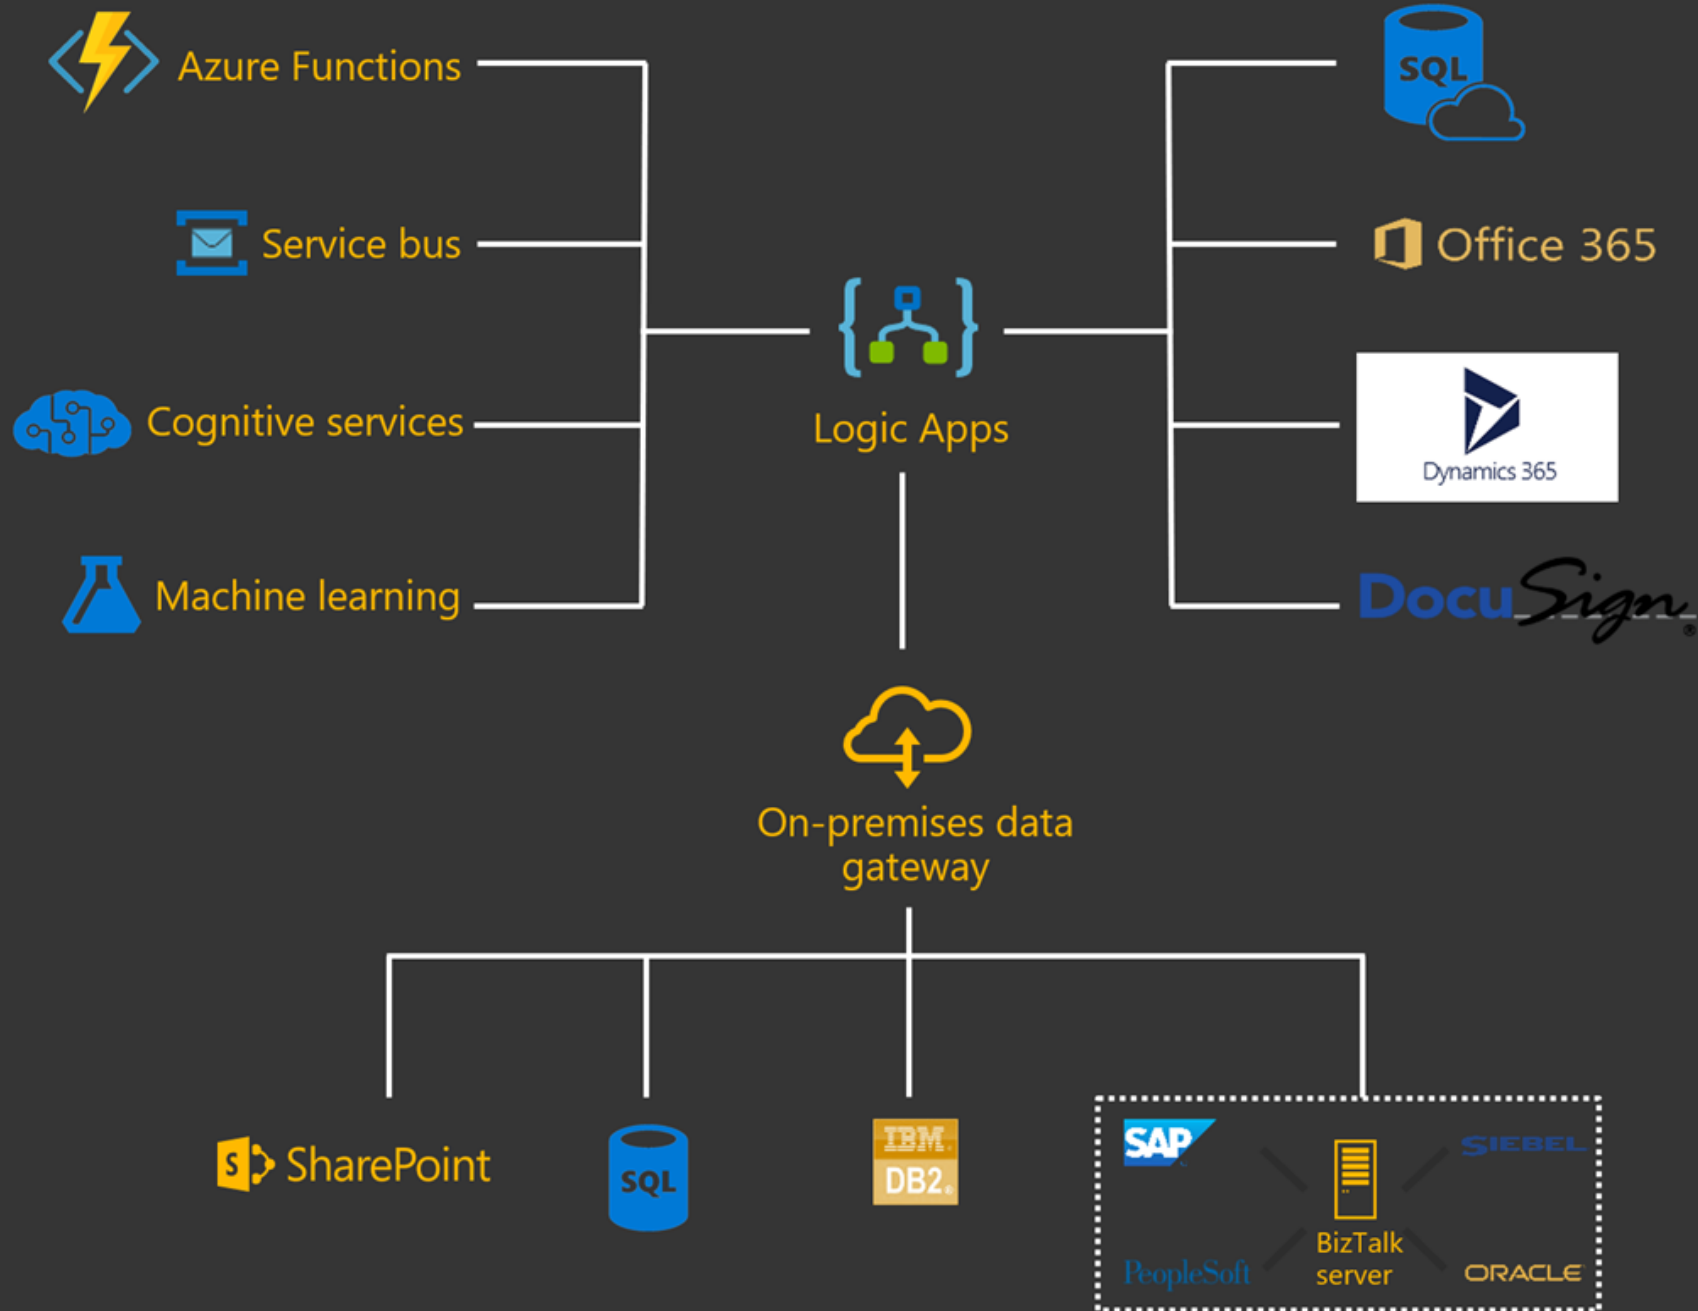 Azure Functions
SQL
Service bus
Office 365
Cognitive services
Logic Apps
Dynamics 365
Machine learning
DocuSign®
On-premises data
gateway
S SharePoint
SQL
IBM.
DB2®
SAP
SIEBEL
BizTalk
server
PeopleSoft
ORACLE